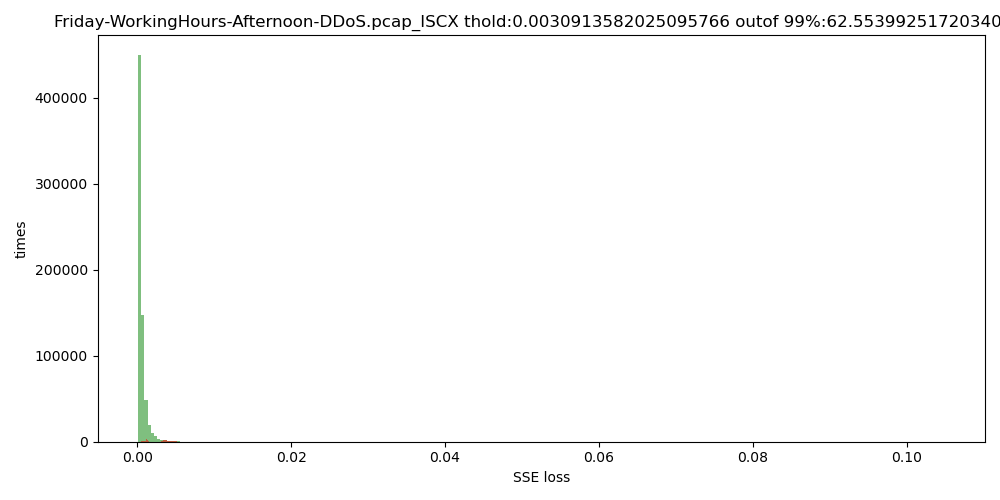 Friday-WorkingHours-Afternoon-DDoS.pcap_ISCX thold:0.0030913582025095766 outof 99%:62.55399251720340
400000
300000
200000
100000
0
times
0.00 0.02 0.04 0.06 0.08 0.10
SSE loss